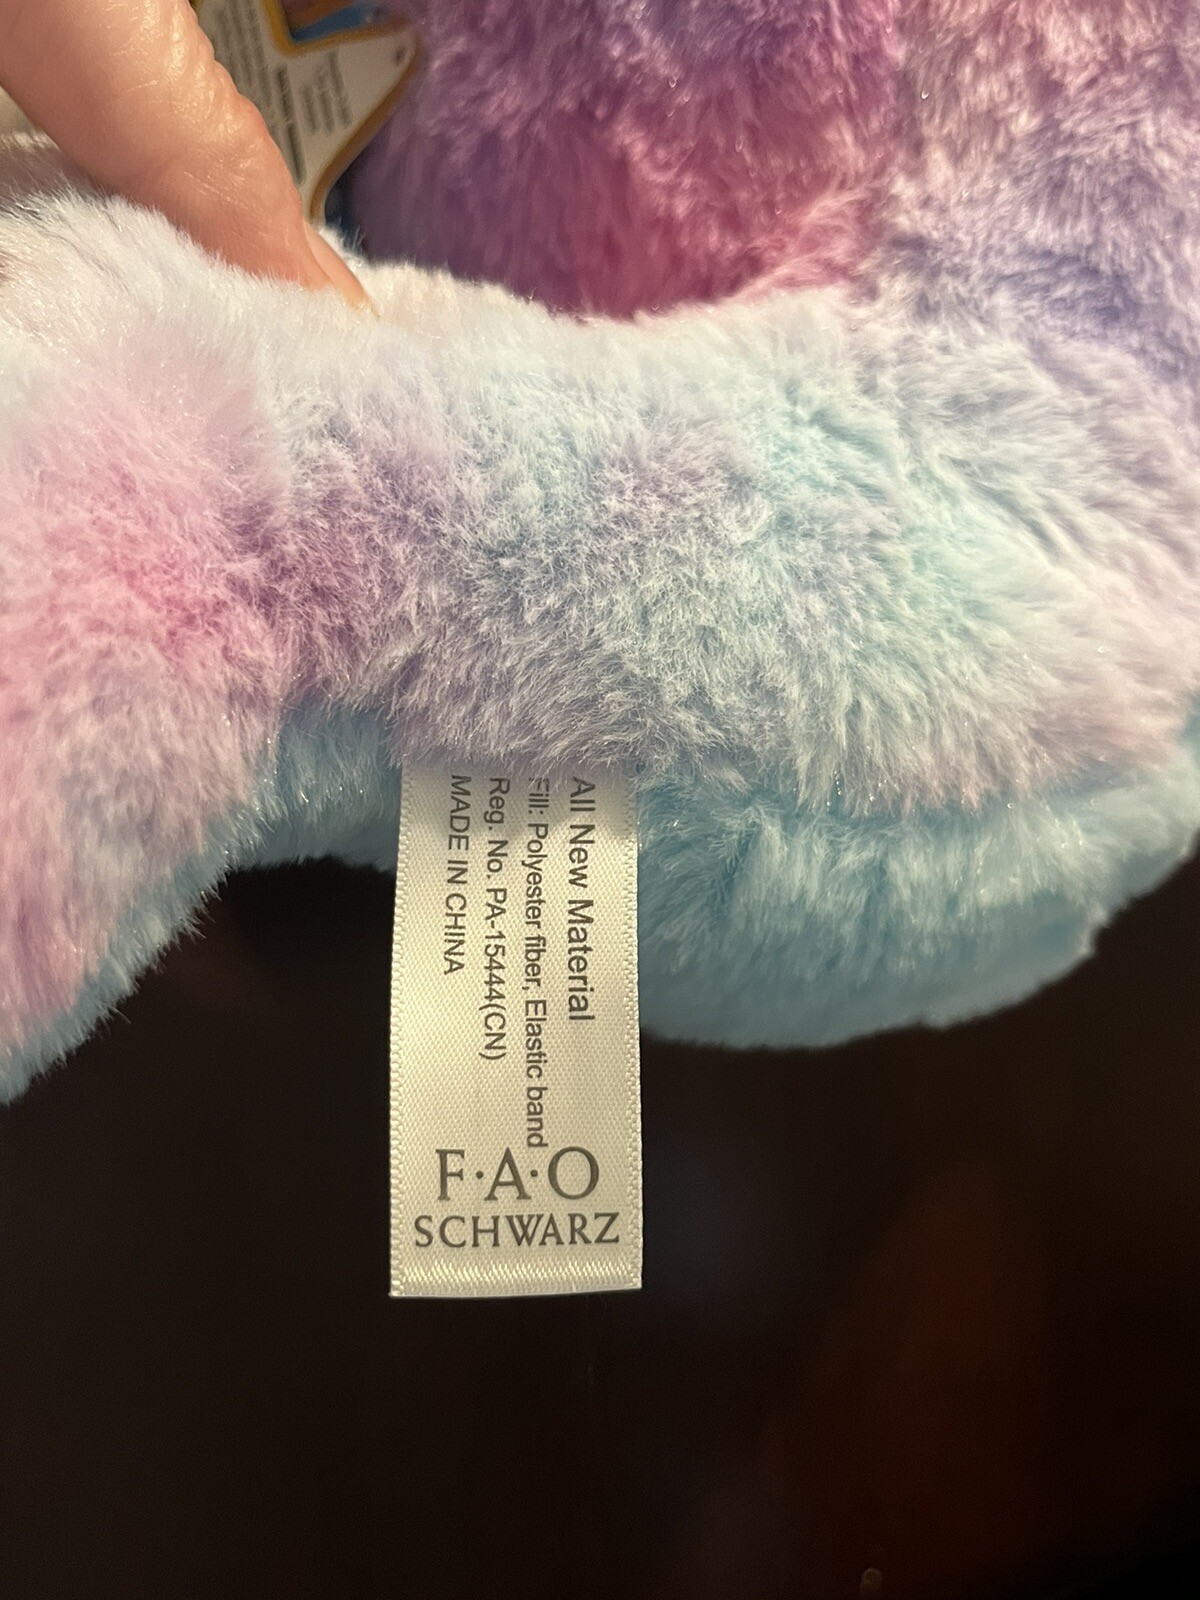 All New Material
Fill: Polyester fiber, Elastic band
Reg. No. PA-15444(CN)
MADE IN CHINA
F·A·O
SCHWARZ